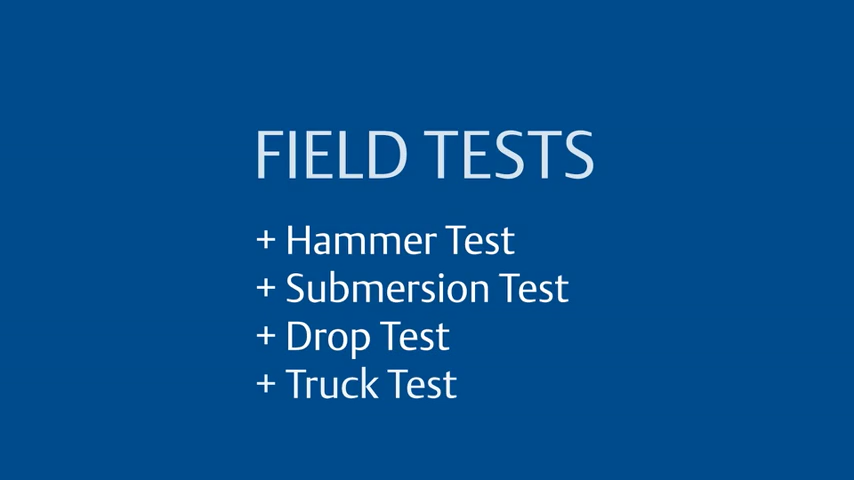 FIELD TESTS
+ Hammer Test
+ Submersion Test
+ Drop Test
+ Truck Test